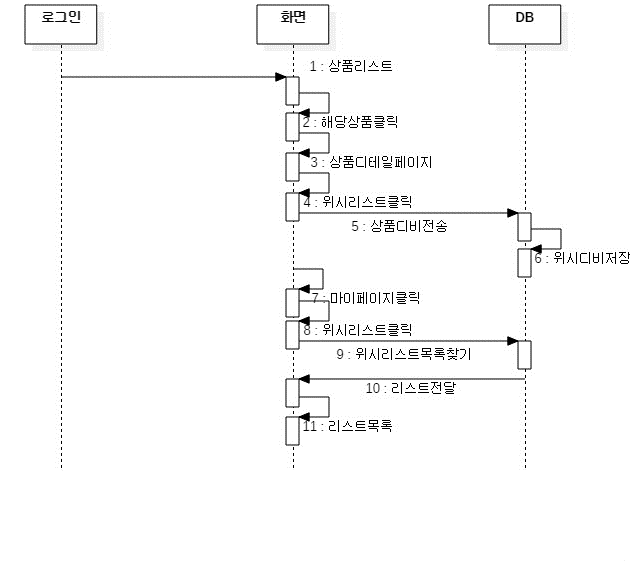 로그인
화면
DB
1 : 상품리스트
2 : 해당상품클릭
3 : 상품디테일페이지
4 : 위시리스트클릭
5 : 상품디비전송
6 : 위시디비저장
7 : 마이페이지클릭
8 : 위시리스트클릭
9 : 위시리스트목록찾기
10 : 리스트전달
11 : 리스트목록